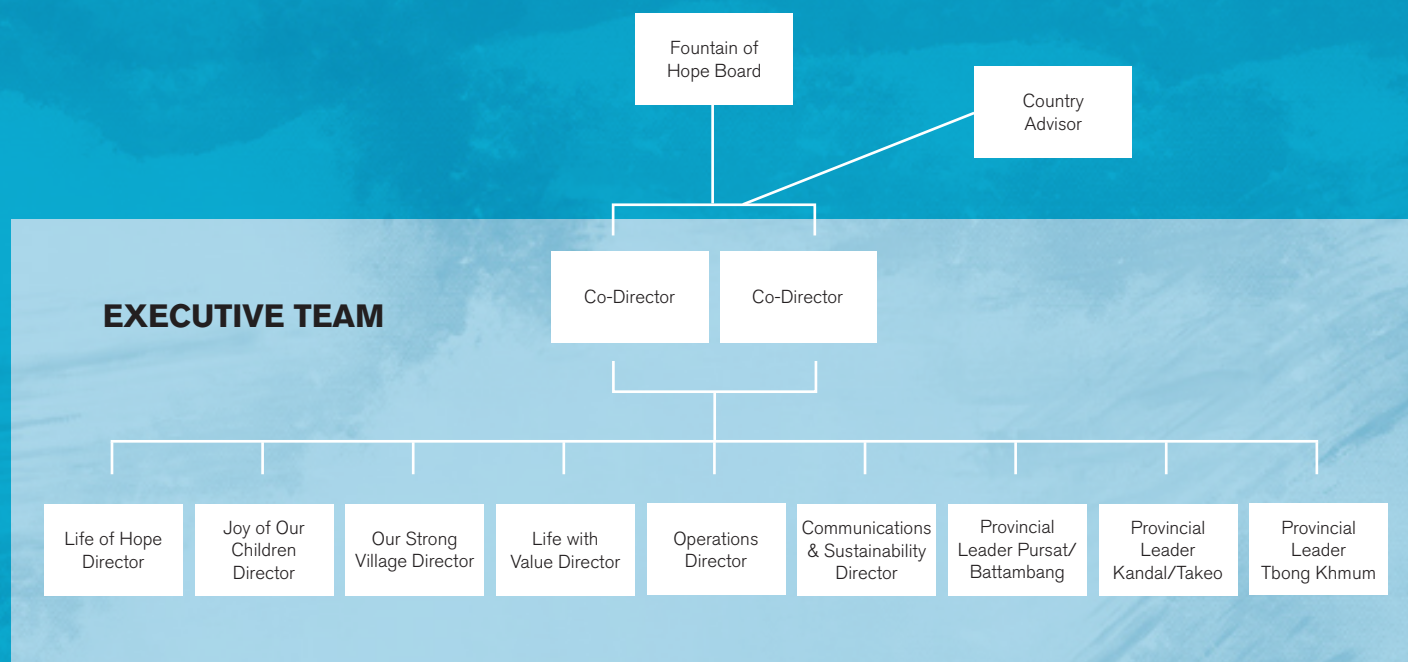 Fountain of
Hope Board
Country
Advisor
EXECUTIVE TEAM
Co-Director
Co-Director
Life of Hope
Director
Joy of Our
Children
Director
Our Strong
Village Director
Life with
Value Director
Operations
Director
Communications
& Sustainability
Director
Provincial
Leader Pursat/
Battambang
Provincial
Leader
Kandal/Takeo
Provincial
Leader
Tbong Khmum